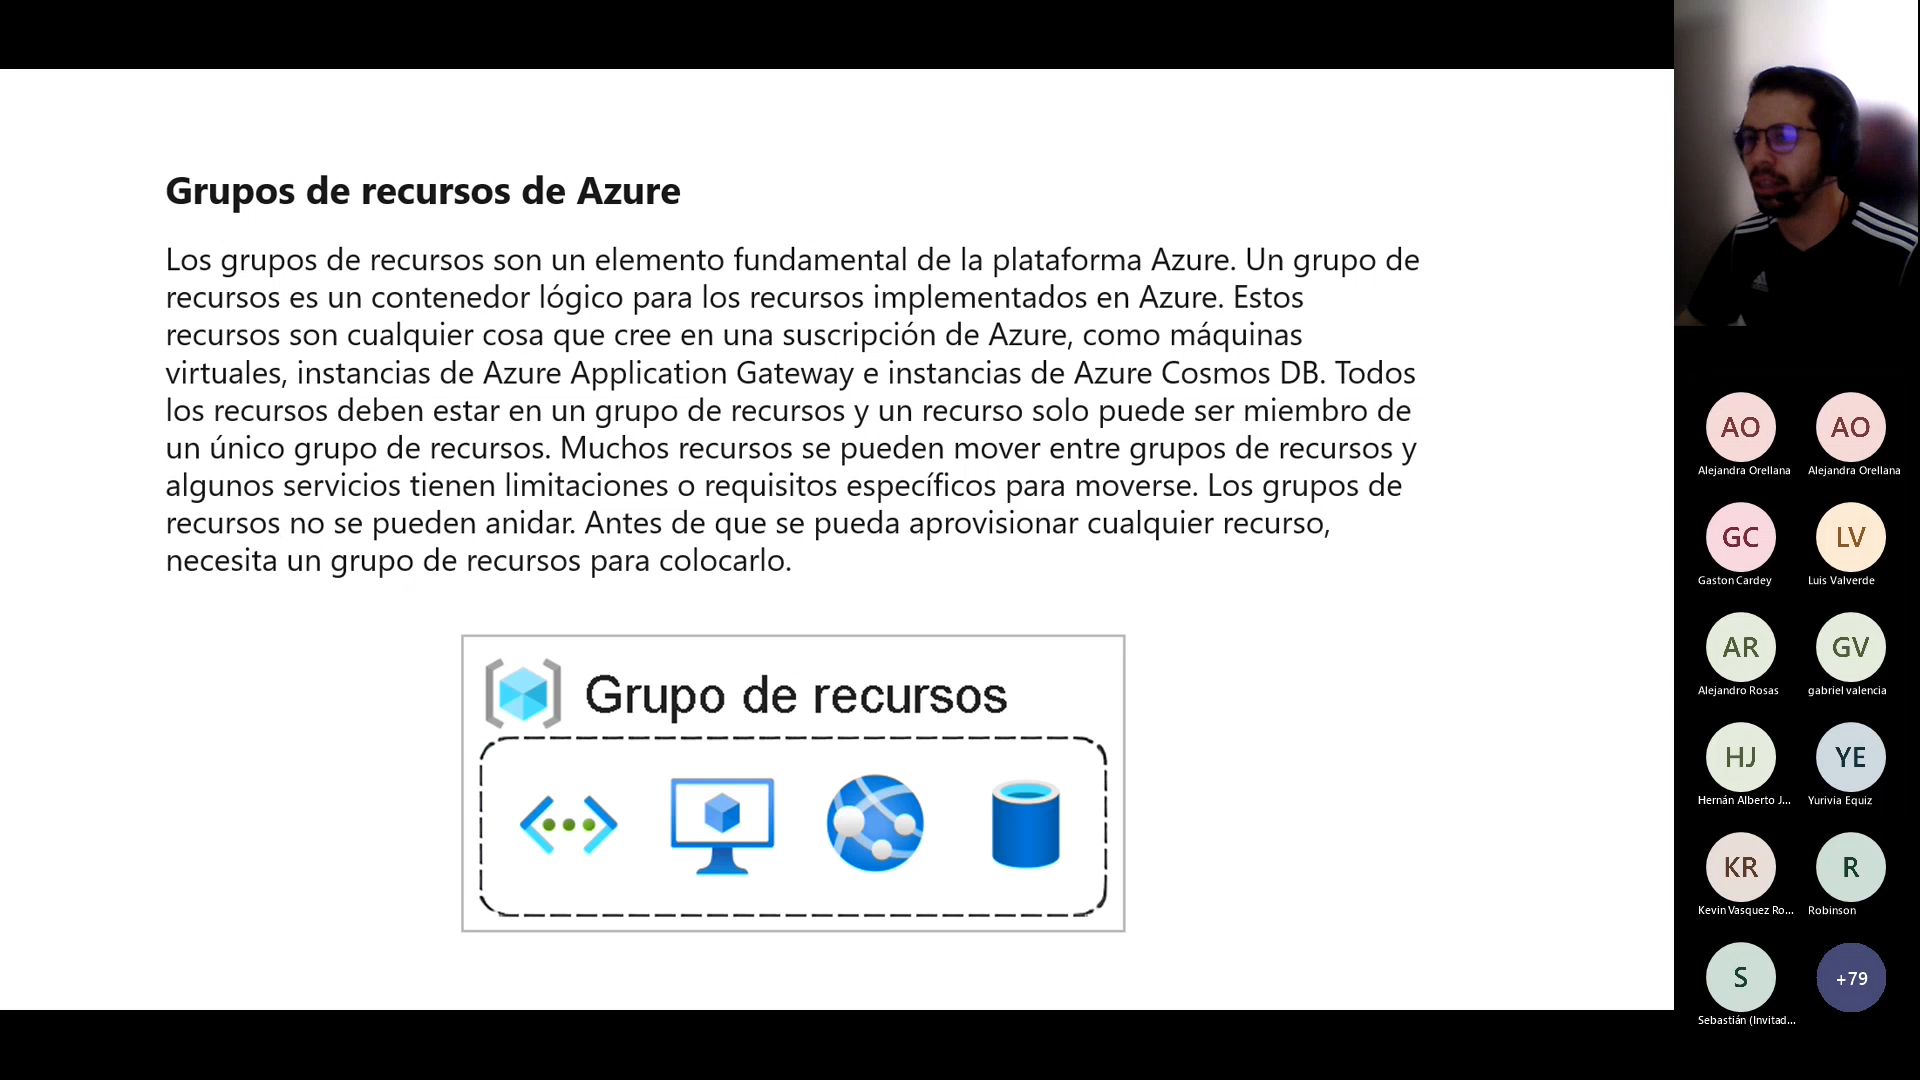 Grupos de recursos de Azure
Los grupos de recursos son un elemento fundamental de la plataforma Azure. Un grupo de
recursos es un contenedor lógico para los recursos implementados en Azure. Estos
recursos son cualquier cosa que cree en una suscripción de Azure, como máquinas
virtuales, instancias de Azure Application Gateway e instancias de Azure Cosmos DB. Todos
los recursos deben estar en un grupo de recursos y un recurso solo puede ser miembro de
un único grupo de recursos. Muchos recursos se pueden mover entre grupos de recursos y
algunos servicios tienen limitaciones o requisitos específicos para moverse. Los grupos de
recursos no se pueden anidar. Antes de que se pueda aprovisionar cualquier recurso,
necesita un grupo de recursos para colocarlo.
Grupo de recursos
AO
AO
Alejandra Orellana
Alejandra Orellana
GC
LV
Gaston Cardey
Luis Valverde
AR
GV
Alejandro Rosas
gabriel valencia
HJ
YE
Hernán Alberto J...
Yurivia Equiz
KR
R
Kevin Vasquez Ro...
Robinson
S
+79
Sebastián (Invitad...